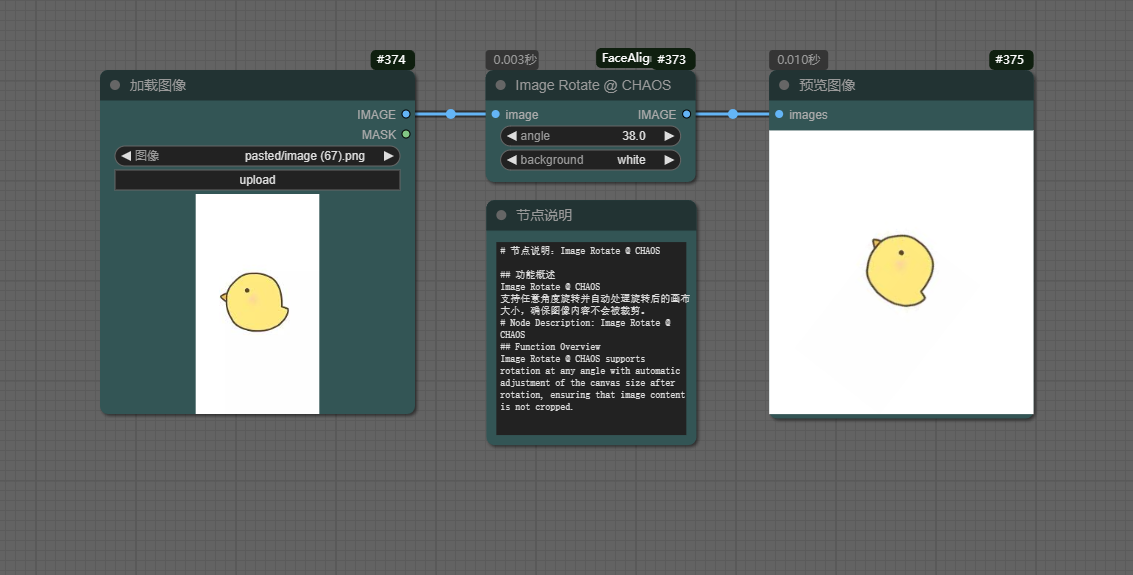 #374
加载图像
IMAGE
MASK
图像 pasted/image (67).png
upload
0.003秒
FaceAlig
#373
Image Rotate @ CHAOS
image IMAGE
angle 38.0
background white
节点说明
# 节点说明: Image Rotate @ CHAOS
## 功能概述
Image Rotate @ CHAOS
支持任意角度旋转并自动处理旋转后的画布
大小，确保图像内容不会被裁剪。
# Node Description: Image Rotate @
CHAOS
## Function Overview
Image Rotate @ CHAOS supports
rotation at any angle with automatic
adjustment of the canvas size after
rotation, ensuring that image content
is not cropped.
0.010秒
#375
预览图像
images